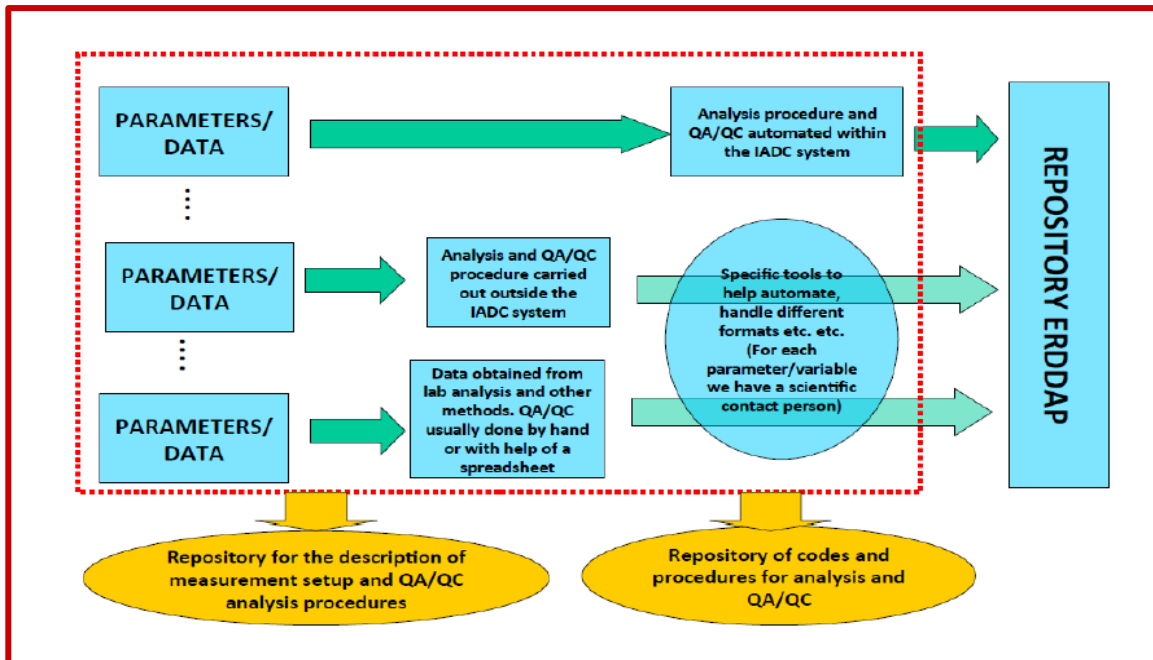 PARAMETERS/
DATA
Analysis procedure and
QA/QC automated within
the IADC system
PARAMETERS/
DATA
Analysis and QA/QC
procedure carried
out outside the
IADC system
Specific tools to
help automate,
handle different
formats etc. etc.
(For each
parameter/variable
we have a scientific
contact person)
PARAMETERS/
DATA
Data obtained from
lab analysis and other
methods. QA/QC
usually done by hand
or with help of a
spreadsheet
REPOSITORY ERDDAP
Repository for the description of
measurement setup and QA/QC
analysis procedures
Repository of codes and
procedures for analysis and
QA/QC